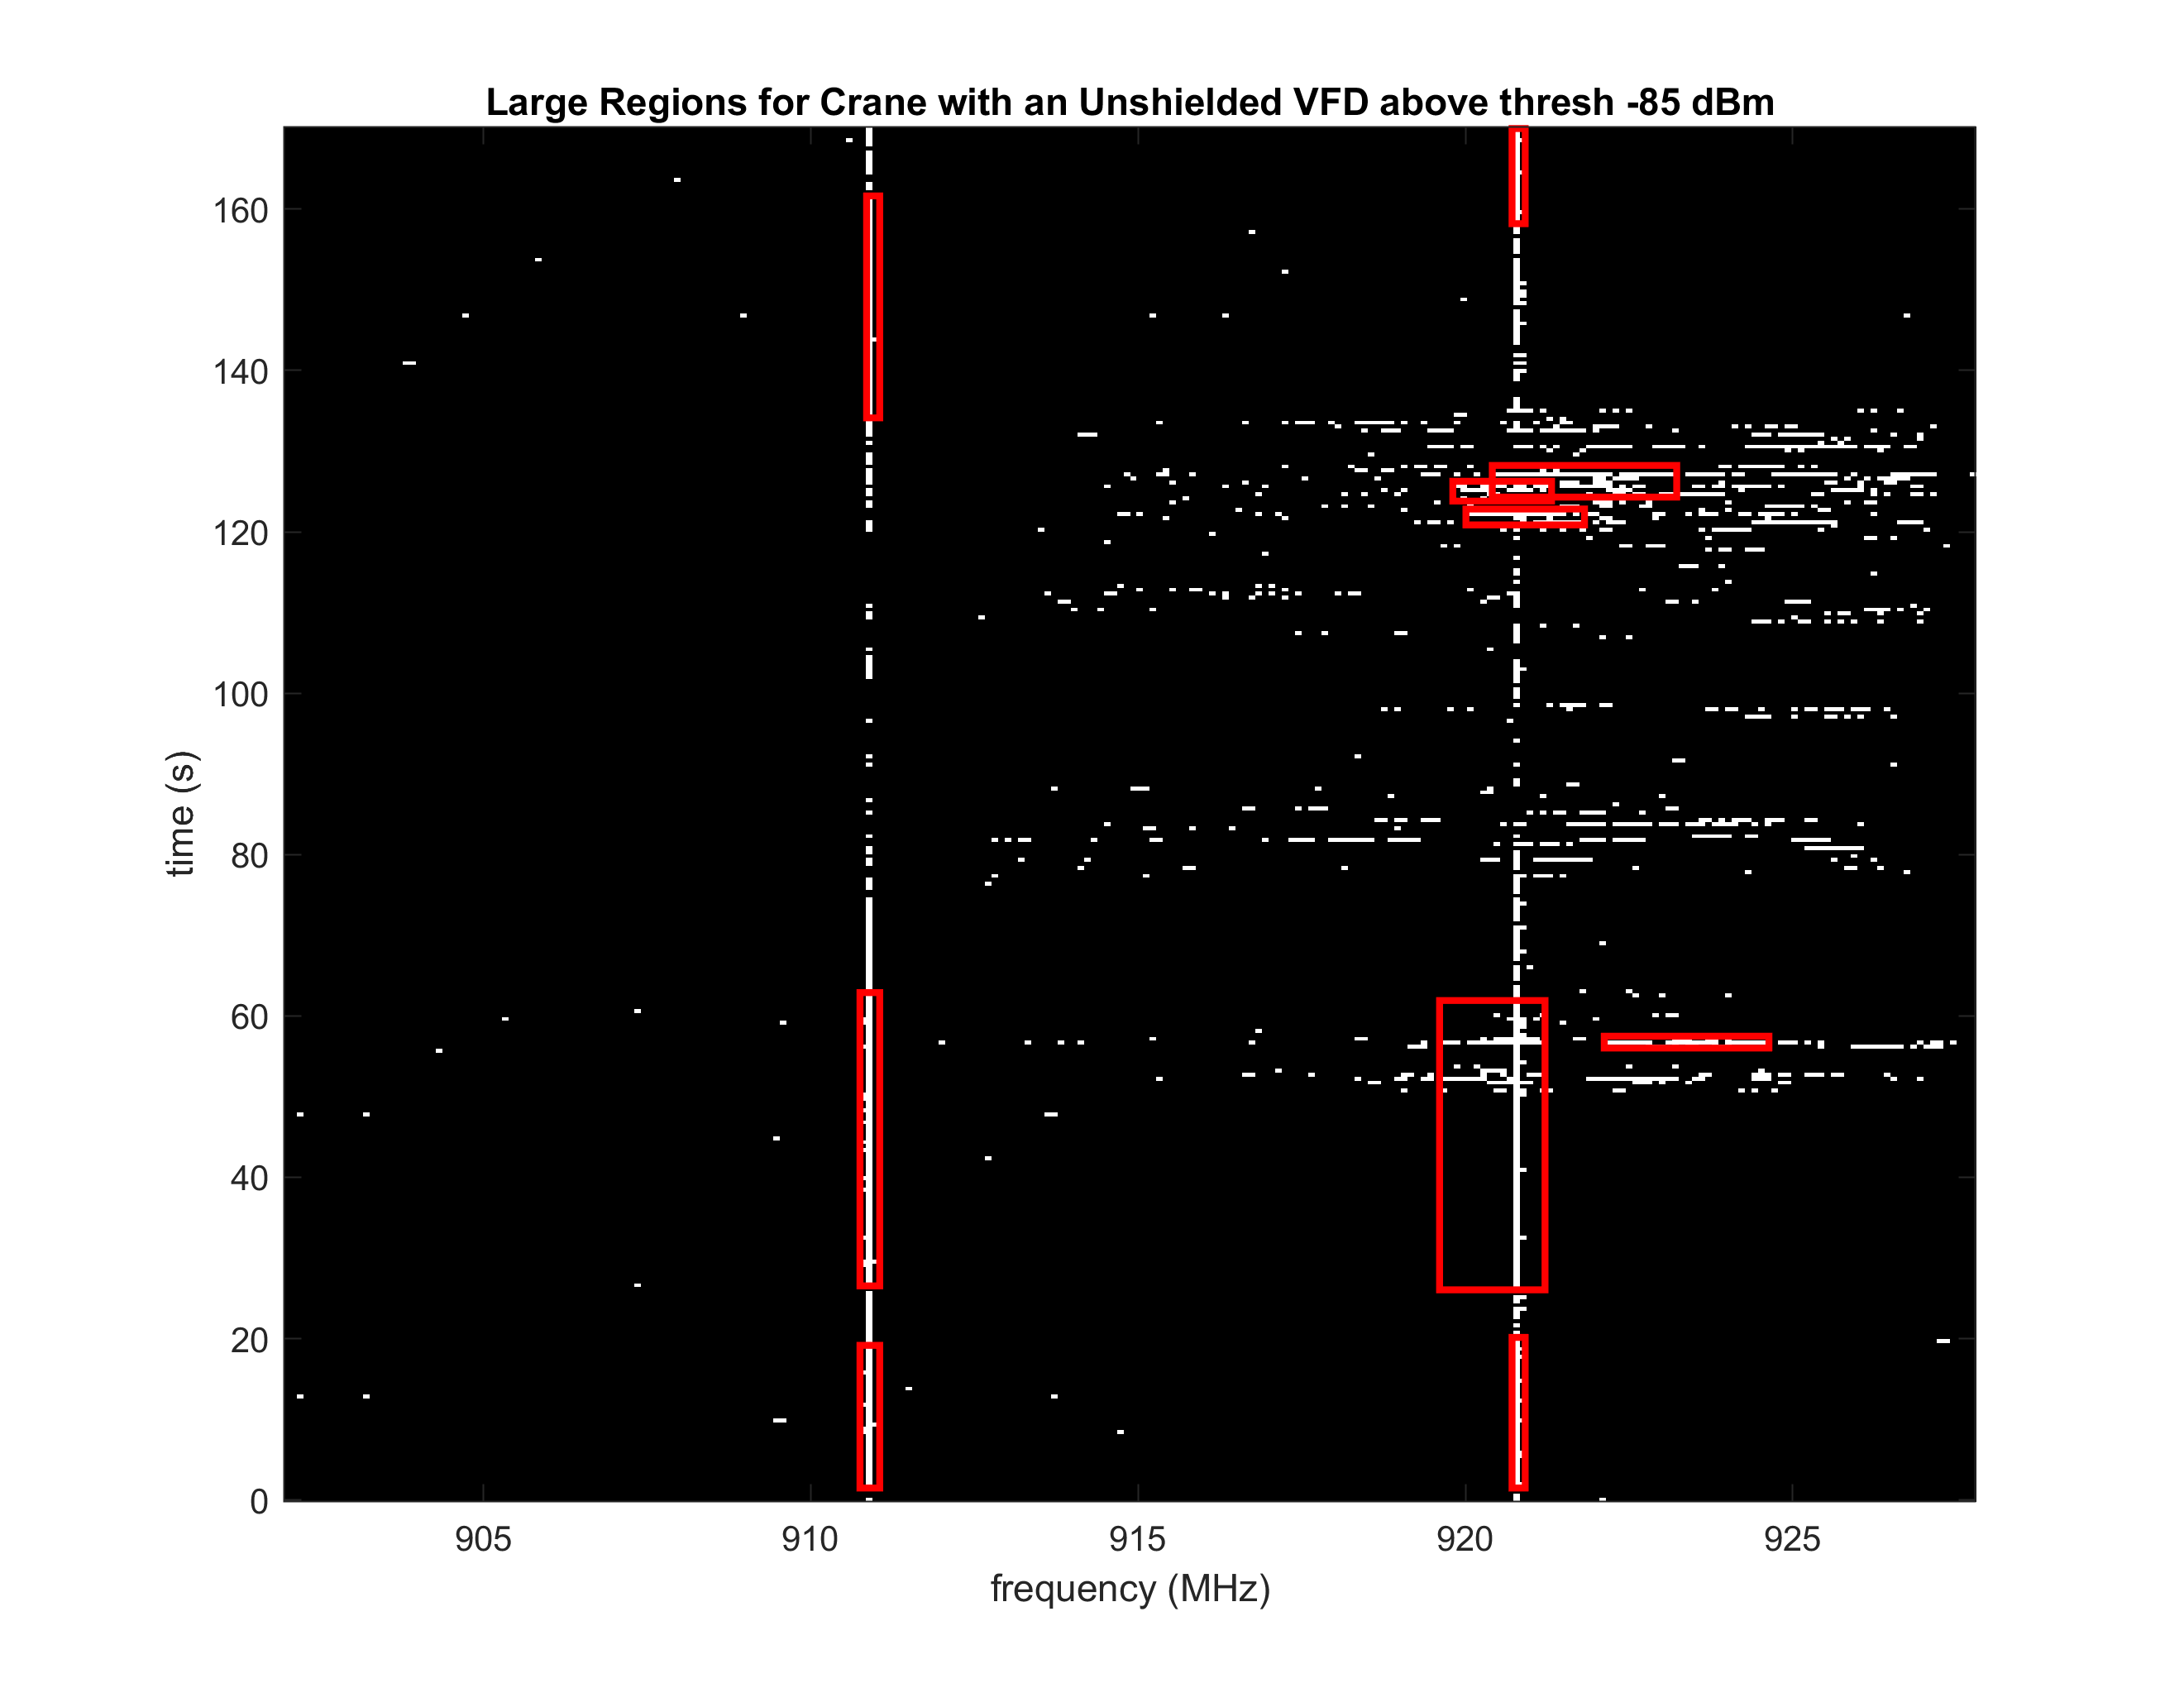 Large Regions for Crane with an Unshielded VFD above thresh -85 dBm
160
140
120
100
80
60
40
20
0
time (s)
905 910 915 920 925
frequency (MHz)